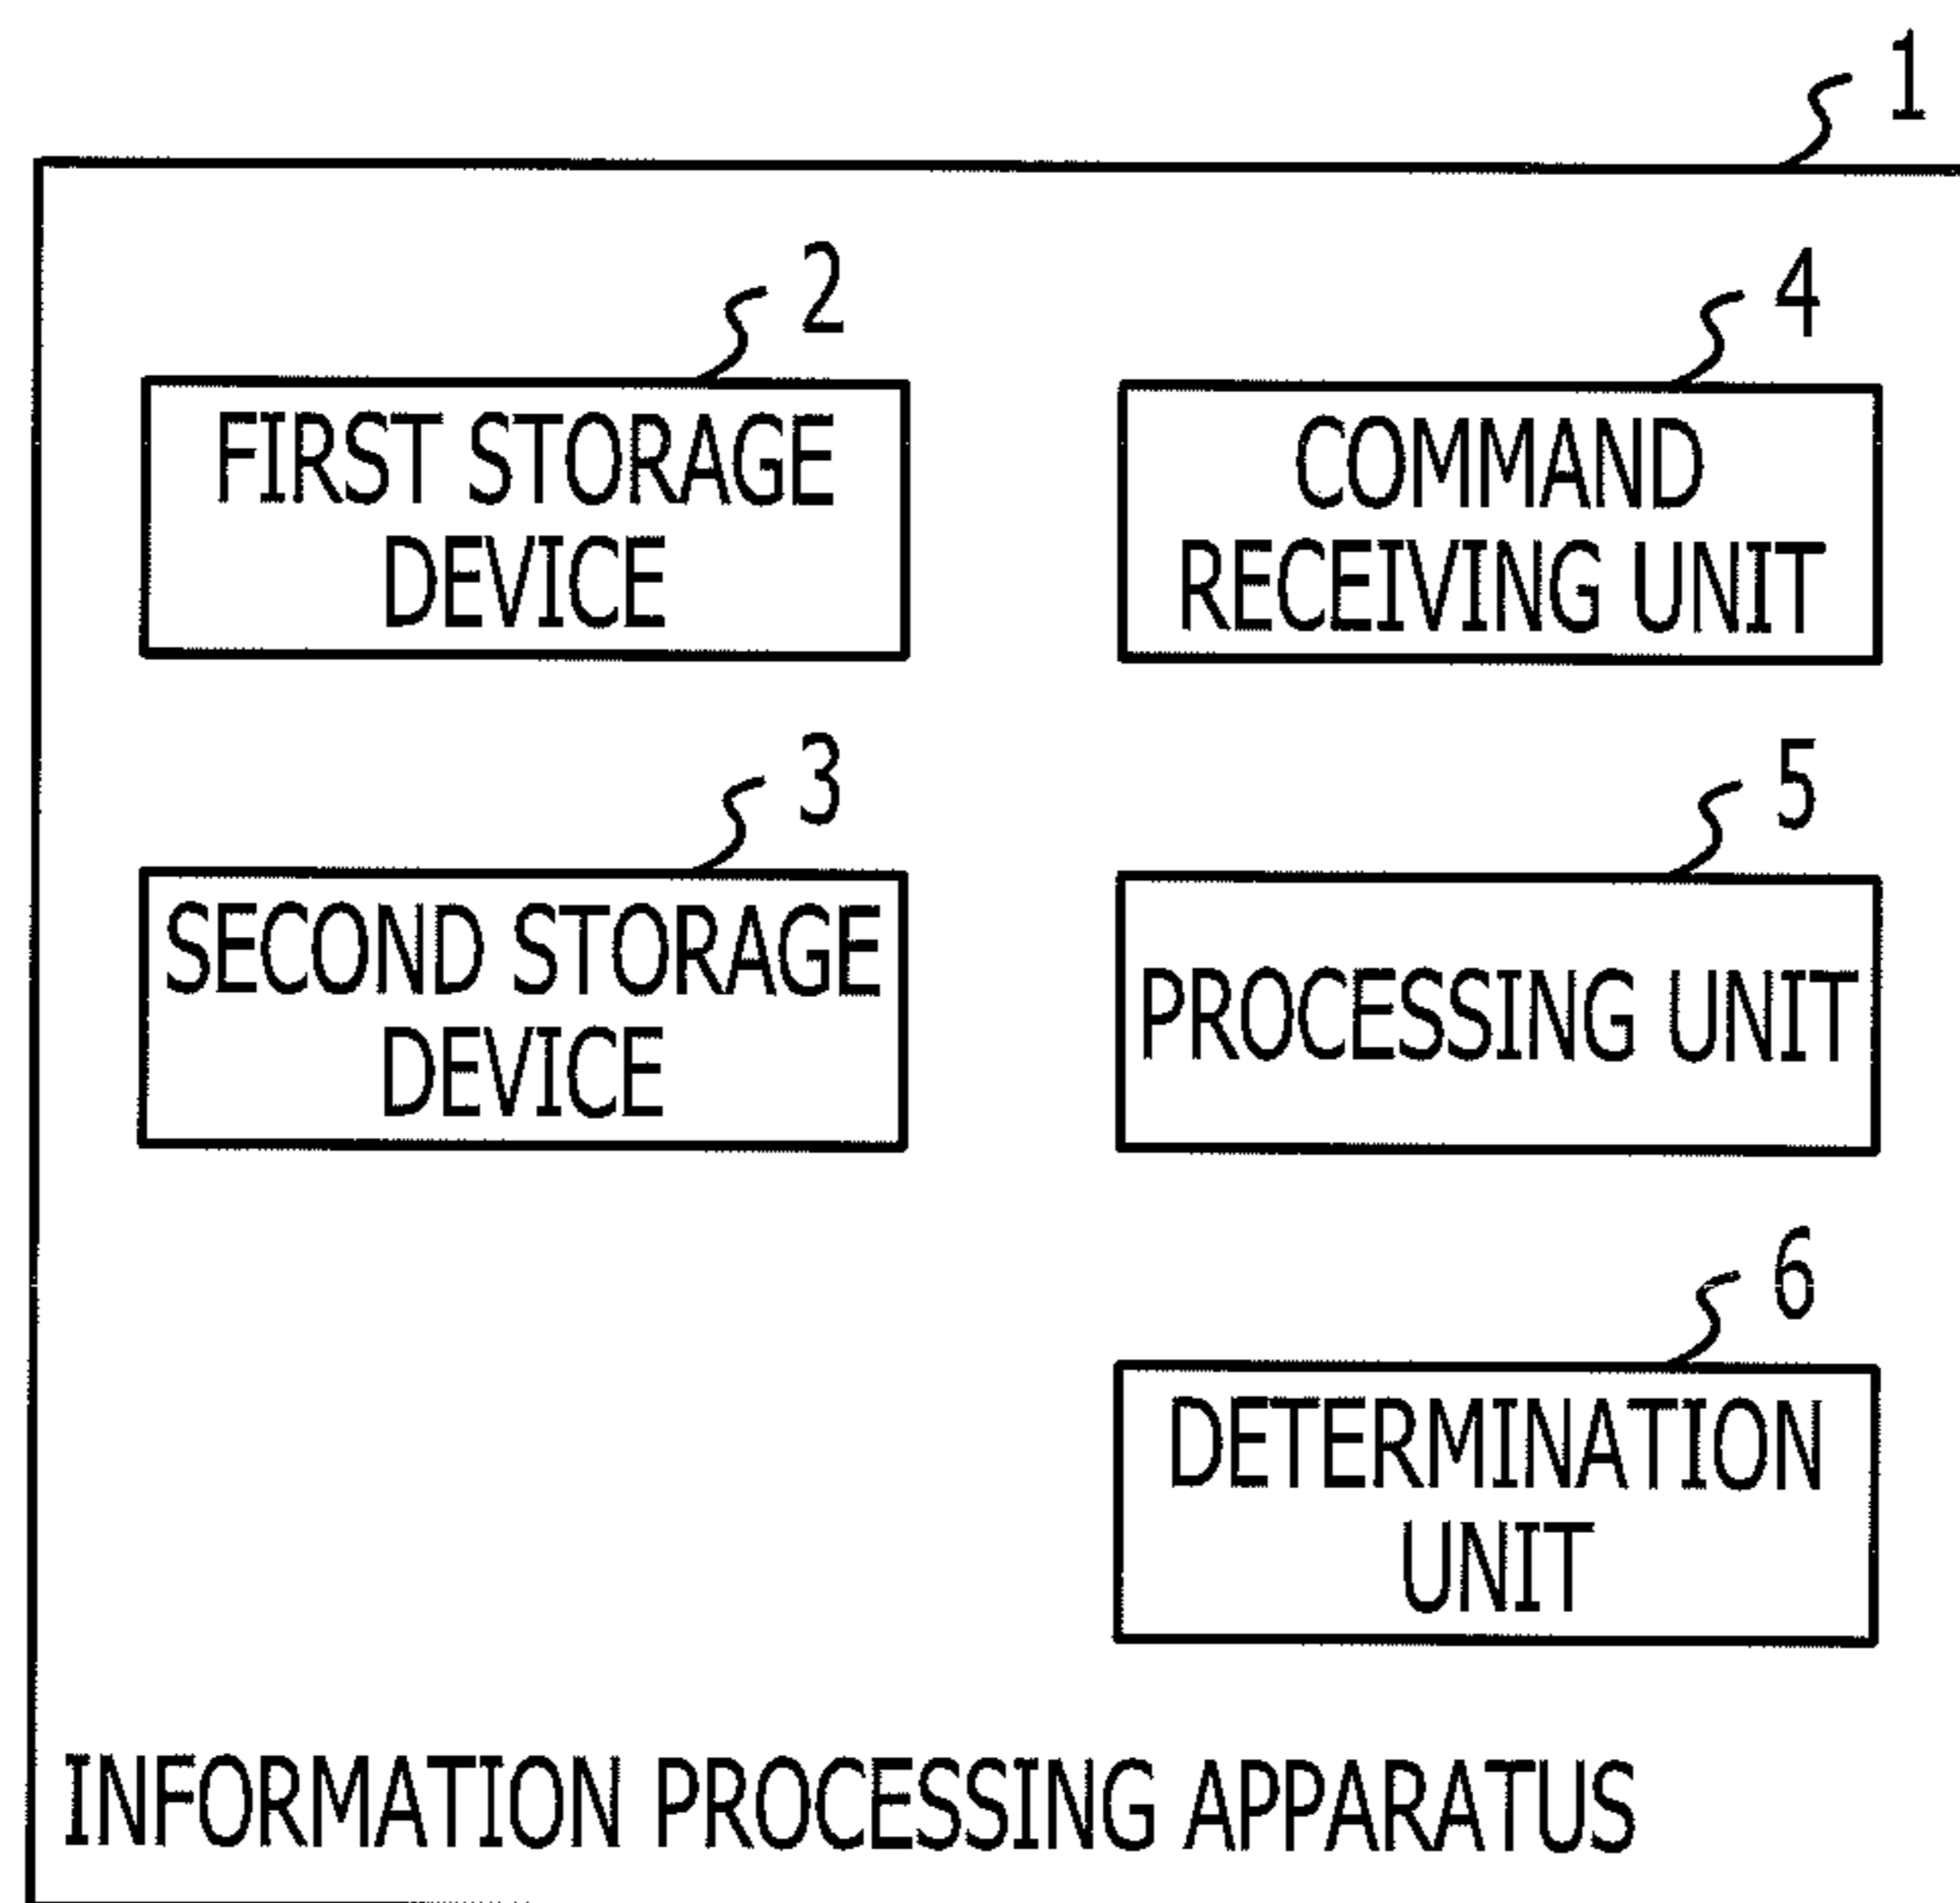 1
2
FIRST STORAGE
DEVICE
4
COMMAND
RECEIVING UNIT
3
SECOND STORAGE
DEVICE
5
PROCESSING UNIT
6
DETERMINATION
UNIT
INFORMATION PROCESSING APPARATUS